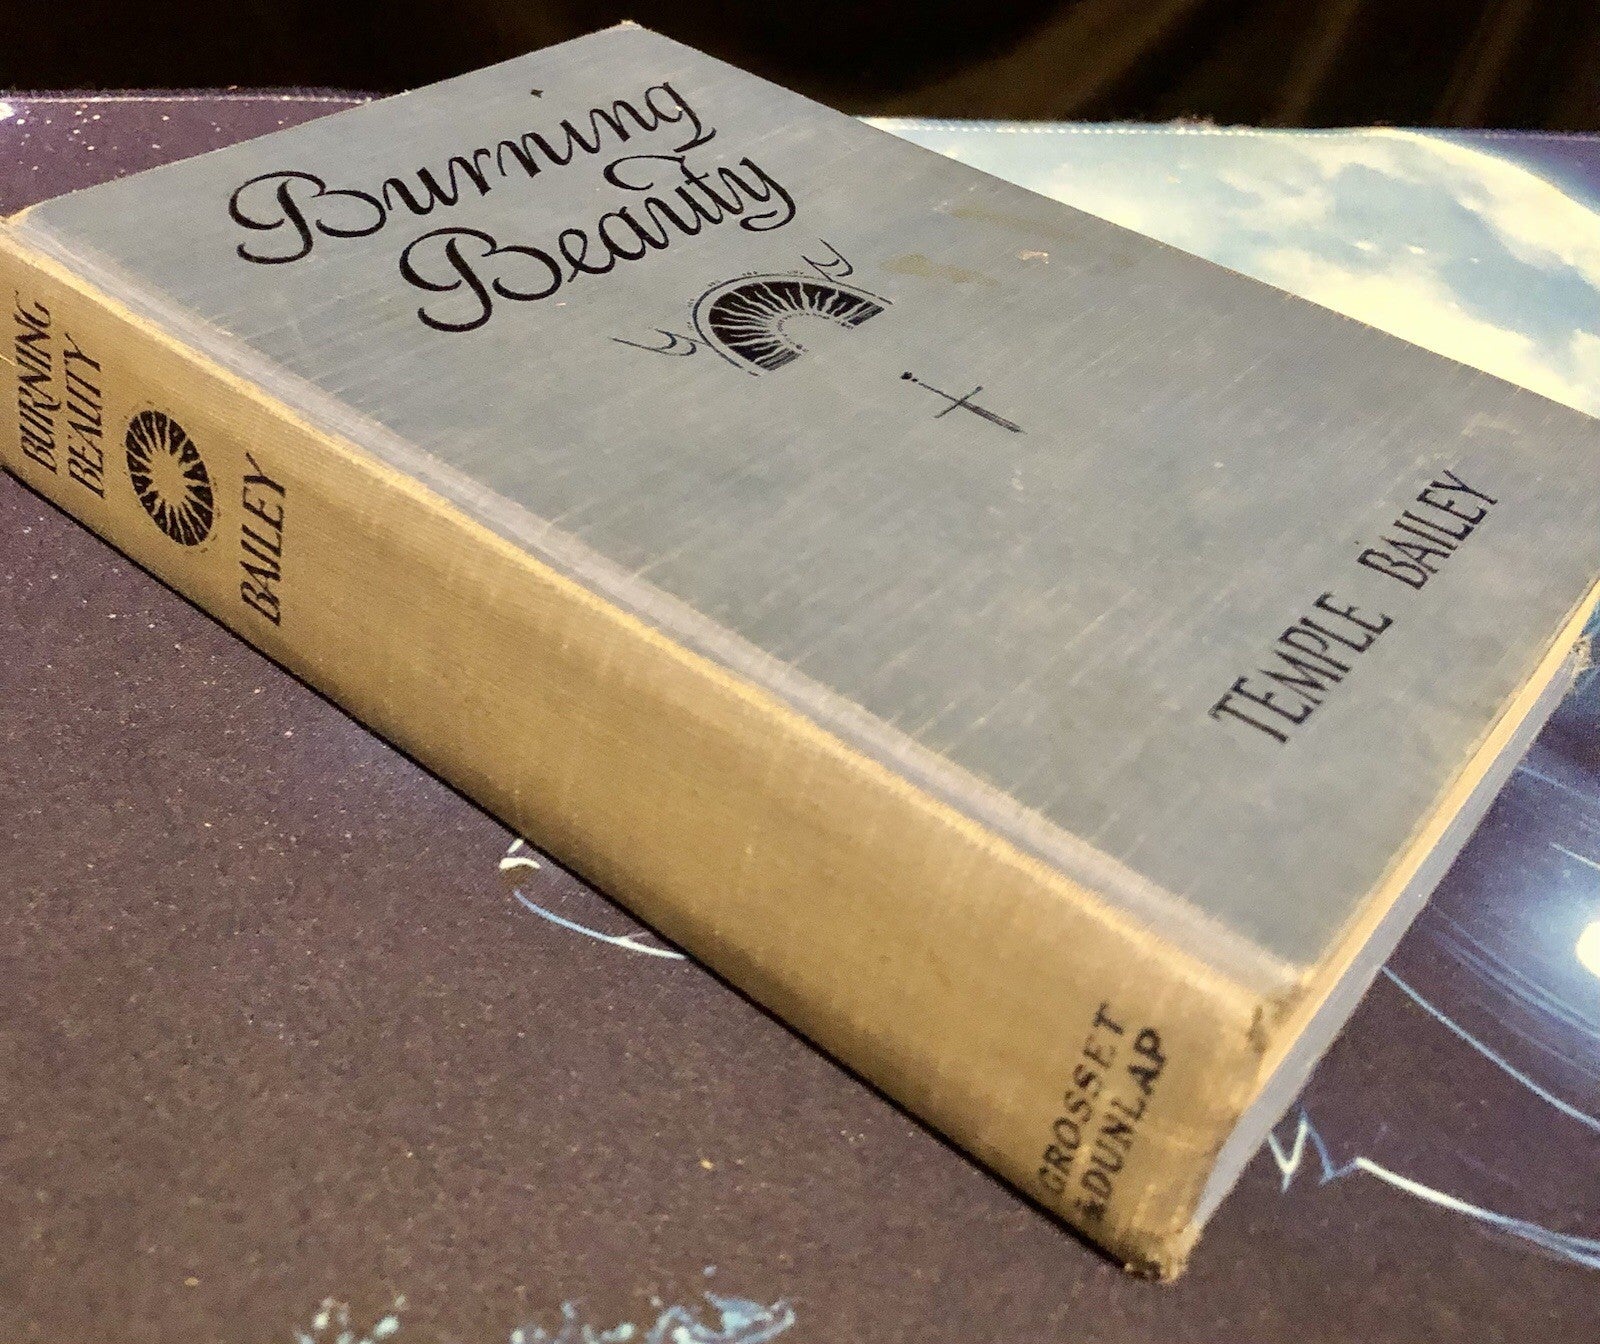 Burning
Beauty
TEMPLE BAILEY
BURNING
BEAUTY
BAILEY
GROSSET
& DUNLAP